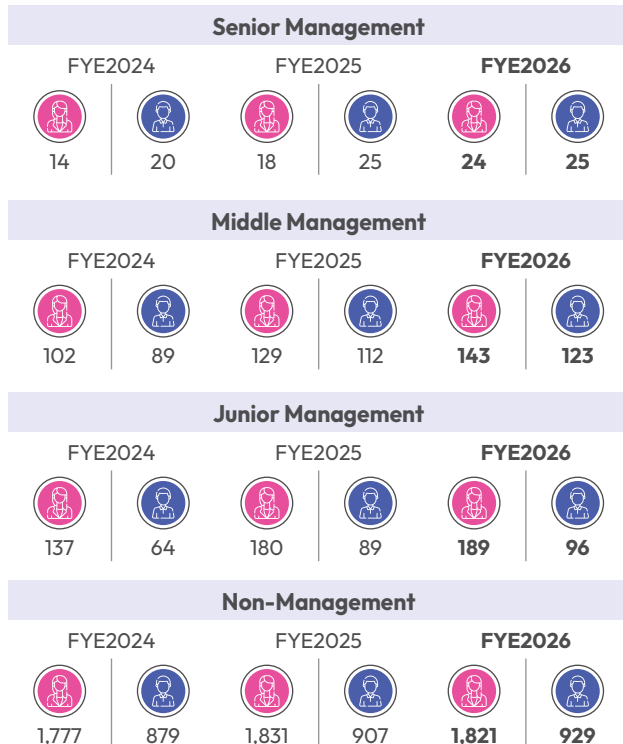 Senior Management
FYE2024 FYE2025 FYE2026
14 20 18 25 24 25
Middle Management
FYE2024 FYE2025 FYE2026
102 89 129 112 143 123
Junior Management
FYE2024 FYE2025 FYE2026
137 64 180 89 189 96
Non-Management
FYE2024 FYE2025 FYE2026
1,777 879 1,831 907 1,821 929